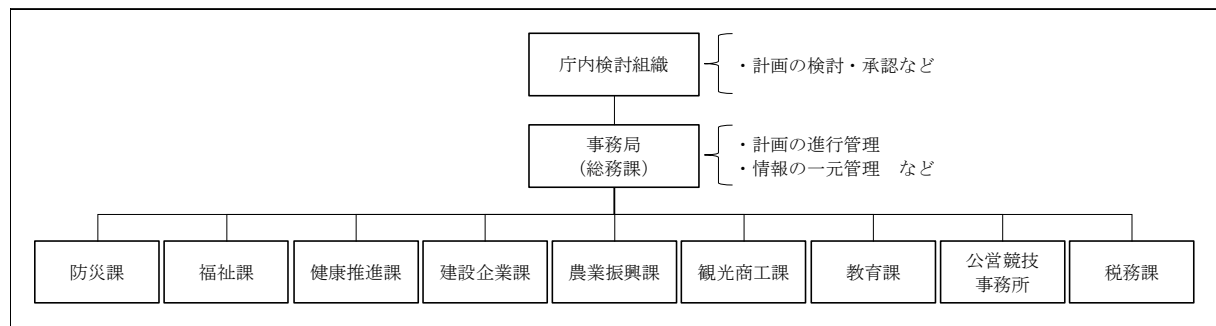 庁内検討組織
・計画の検討・承認など
事務局
（総務課）
・計画の進行管理
・情報の一元管理　など
防災課
福祉課
健康推進課
建設企業課
農業振興課
観光商工課
教育課
公営競技
事務所
税務課